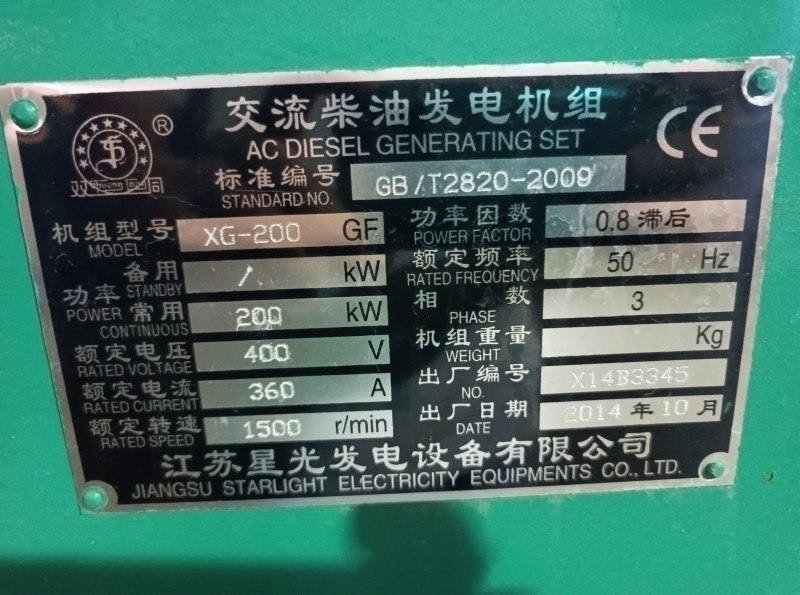 交流柴油发电机组
AC DIESEL GENERATING SET
CE
®
双 Shuang 司
标准编号 GB/T2820-2009
STANDARD NO.
机组型号 XG-200 GF
MODEL
备用 / kW
功率 STANDBY
POWER 常用 200 kW
CONTINUOUS
额定电压 400 V
RATED VOLTAGE
额定电流 360 A
RATED CURRENT
额定转速 1500 r/min
RATED SPEED
功率因数 0.8 滞后
POWER FACTOR
额定频率 50 Hz
RATED FREQUENCY
相数 3
PHASE
机组重量 Kg
WEIGHT
出厂编号 X14B3345
NO.
出厂日期 2014 年 10 月
DATE
江苏星光发电设备有限公司
JIANGSU STARLIGHT ELECTRICITY EQUIPMENTS CO., LTD.